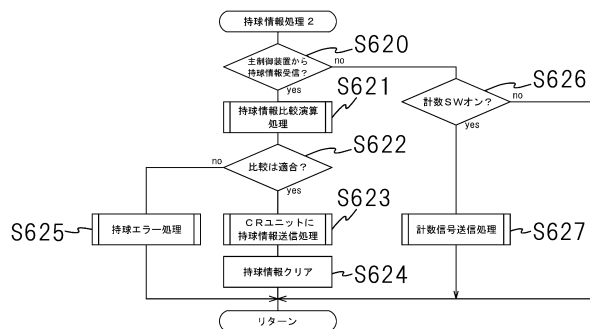 持球情報処理2
主制御装置から
持球情報受信?
S620
no
yes
S626
計数SWオン?
no
yes
持球情報比較演算
処理
S621
S622
比較は適合?
no
yes
CRユニットに
持球情報送信処理
S623
S625
持球エラー処理
計数信号送信処理
S627
持球情報クリア
S624
リターン